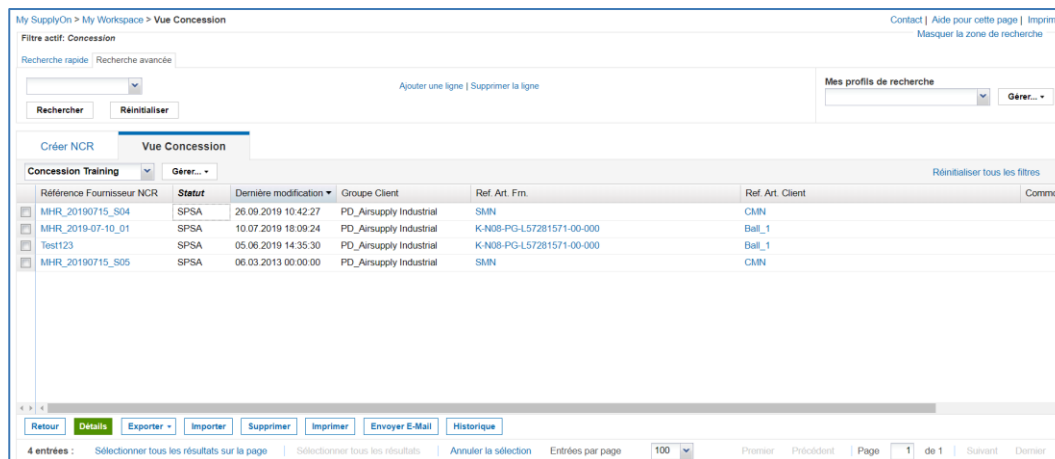 My SupplyOn > My Workspace > Vue Concession
Contact | Aide pour cette page |
Filtre actif: Concession
Masquer la zone de recherche
Recherche rapide Recherche avancée
Ajouter une ligne | Supprimer la ligne
Mes profils de recherche
Gérer...
Rechercher Réinitialiser
Créer NCR Vue Concession
Concession Training Gérer... Réinitialiser tous les filtres
Référence Fournisseur NCR Statut Dernière modification Groupe Client Ref. Art. Frn. Ref. Art. Client
MHR_20190715_S04 SPSA 26.09.2019 10:42:27 PD_Airsupply Industrial SMN CMN
MHR_2019-07-10_01 SPSA 10.07.2019 18:09:24 PD_Airsupply Industrial K-N08-PG-L57281571-00-000 Ball_1
Test123 SPSA 05.06.2019 14:35:30 PD_Airsupply Industrial K-N08-PG-L57281571-00-000 Ball_1
MHR_20190715_S05 SPSA 06.03.2013 00:00:00 PD_Airsupply Industrial SMN CMN
Retour Détails Exporter Importer Supprimer Imprimer Envoyer E-Mail Historique
4 entrées : Sélectionner tous les résultats sur la page Sélectionner tous les résultats Annuler la sélection Entrées par page 100 Premier Précédent Page 1 de 1 Suivant Dernier